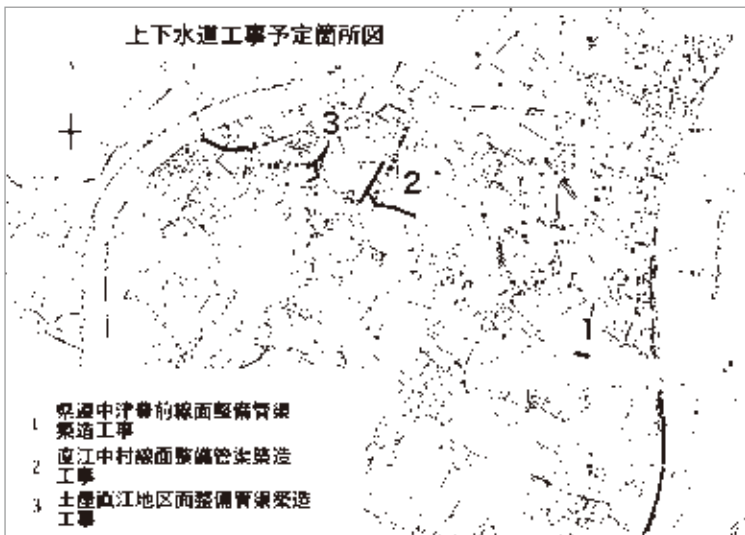 上下水道工事予定箇所図
3
2
1
1 県道中津豊前線面整備管渠
築造工事
2 直江中村線面整備管渠築造
工事
3 土屋直江地区面整備管渠築造
工事